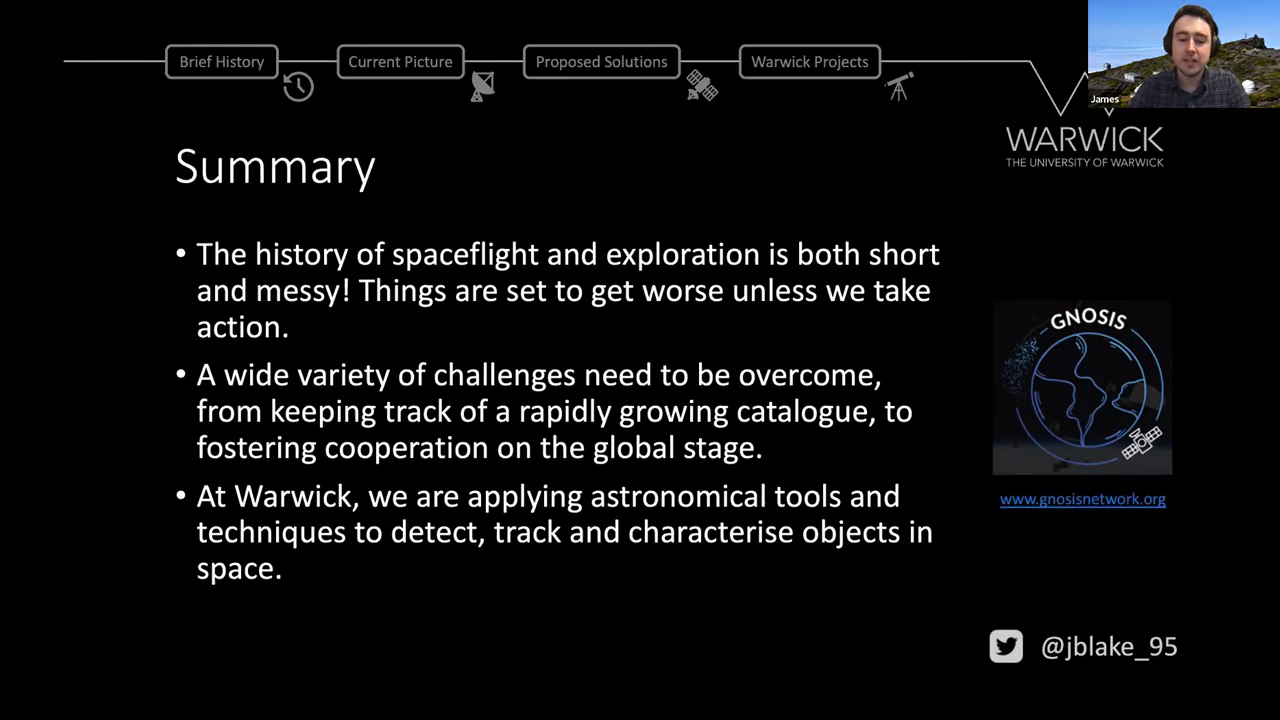 Brief History
Current Picture
Proposed Solutions
Warwick Projects
James
WARWICK
THE UNIVERSITY OF WARWICK
Summary
• The history of spaceflight and exploration is both short
and messy! Things are set to get worse unless we take
action.
• A wide variety of challenges need to be overcome,
from keeping track of a rapidly growing catalogue, to
fostering cooperation on the global stage.
• At Warwick, we are applying astronomical tools and
techniques to detect, track and characterise objects in
space.
GNOSIS
www.gnosisnetwork.org
@jblake_95